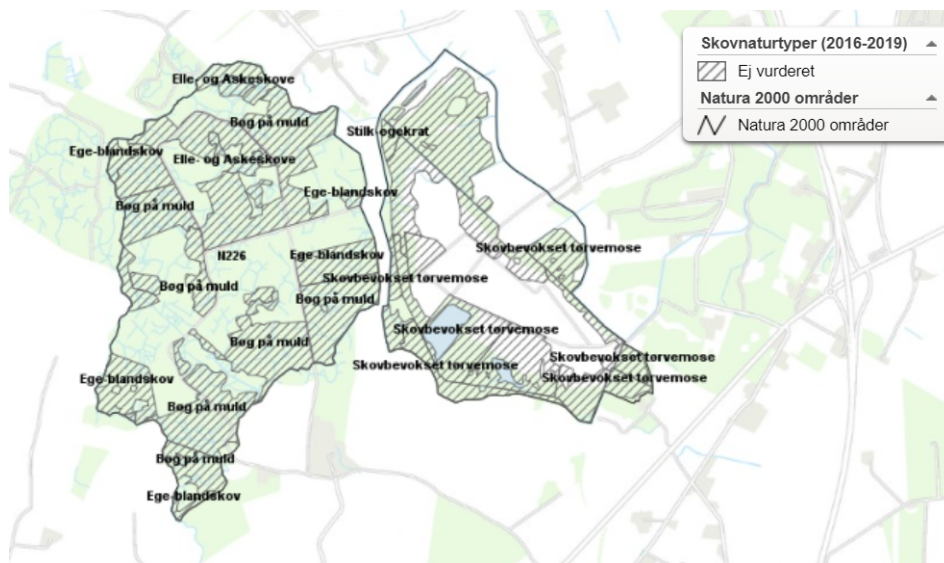 Skovnaturtyper (2016-2019)
Ej vurderet
Natura 2000 områder
Natura 2000 områder
Elle- og Askeskove
Bøg på muld
Stilk-egekrat
Ege-blandskov
Elle- og Askeskove
Ege-blandskov
Bøg på muld
Skovbevokset tørvemose
N226
Ege-blandskov
Skovbevokset tørvemose
Bøg på muld
Bøg på muld
Skovbevokset tørvemose
Bøg på muld
Skovbevokset tørvemose
Skovbevokset tørvemose
Ege-blandskov
Skovbevokset tørvemose
Bøg på muld
Bøg på muld
Ege-blandskov